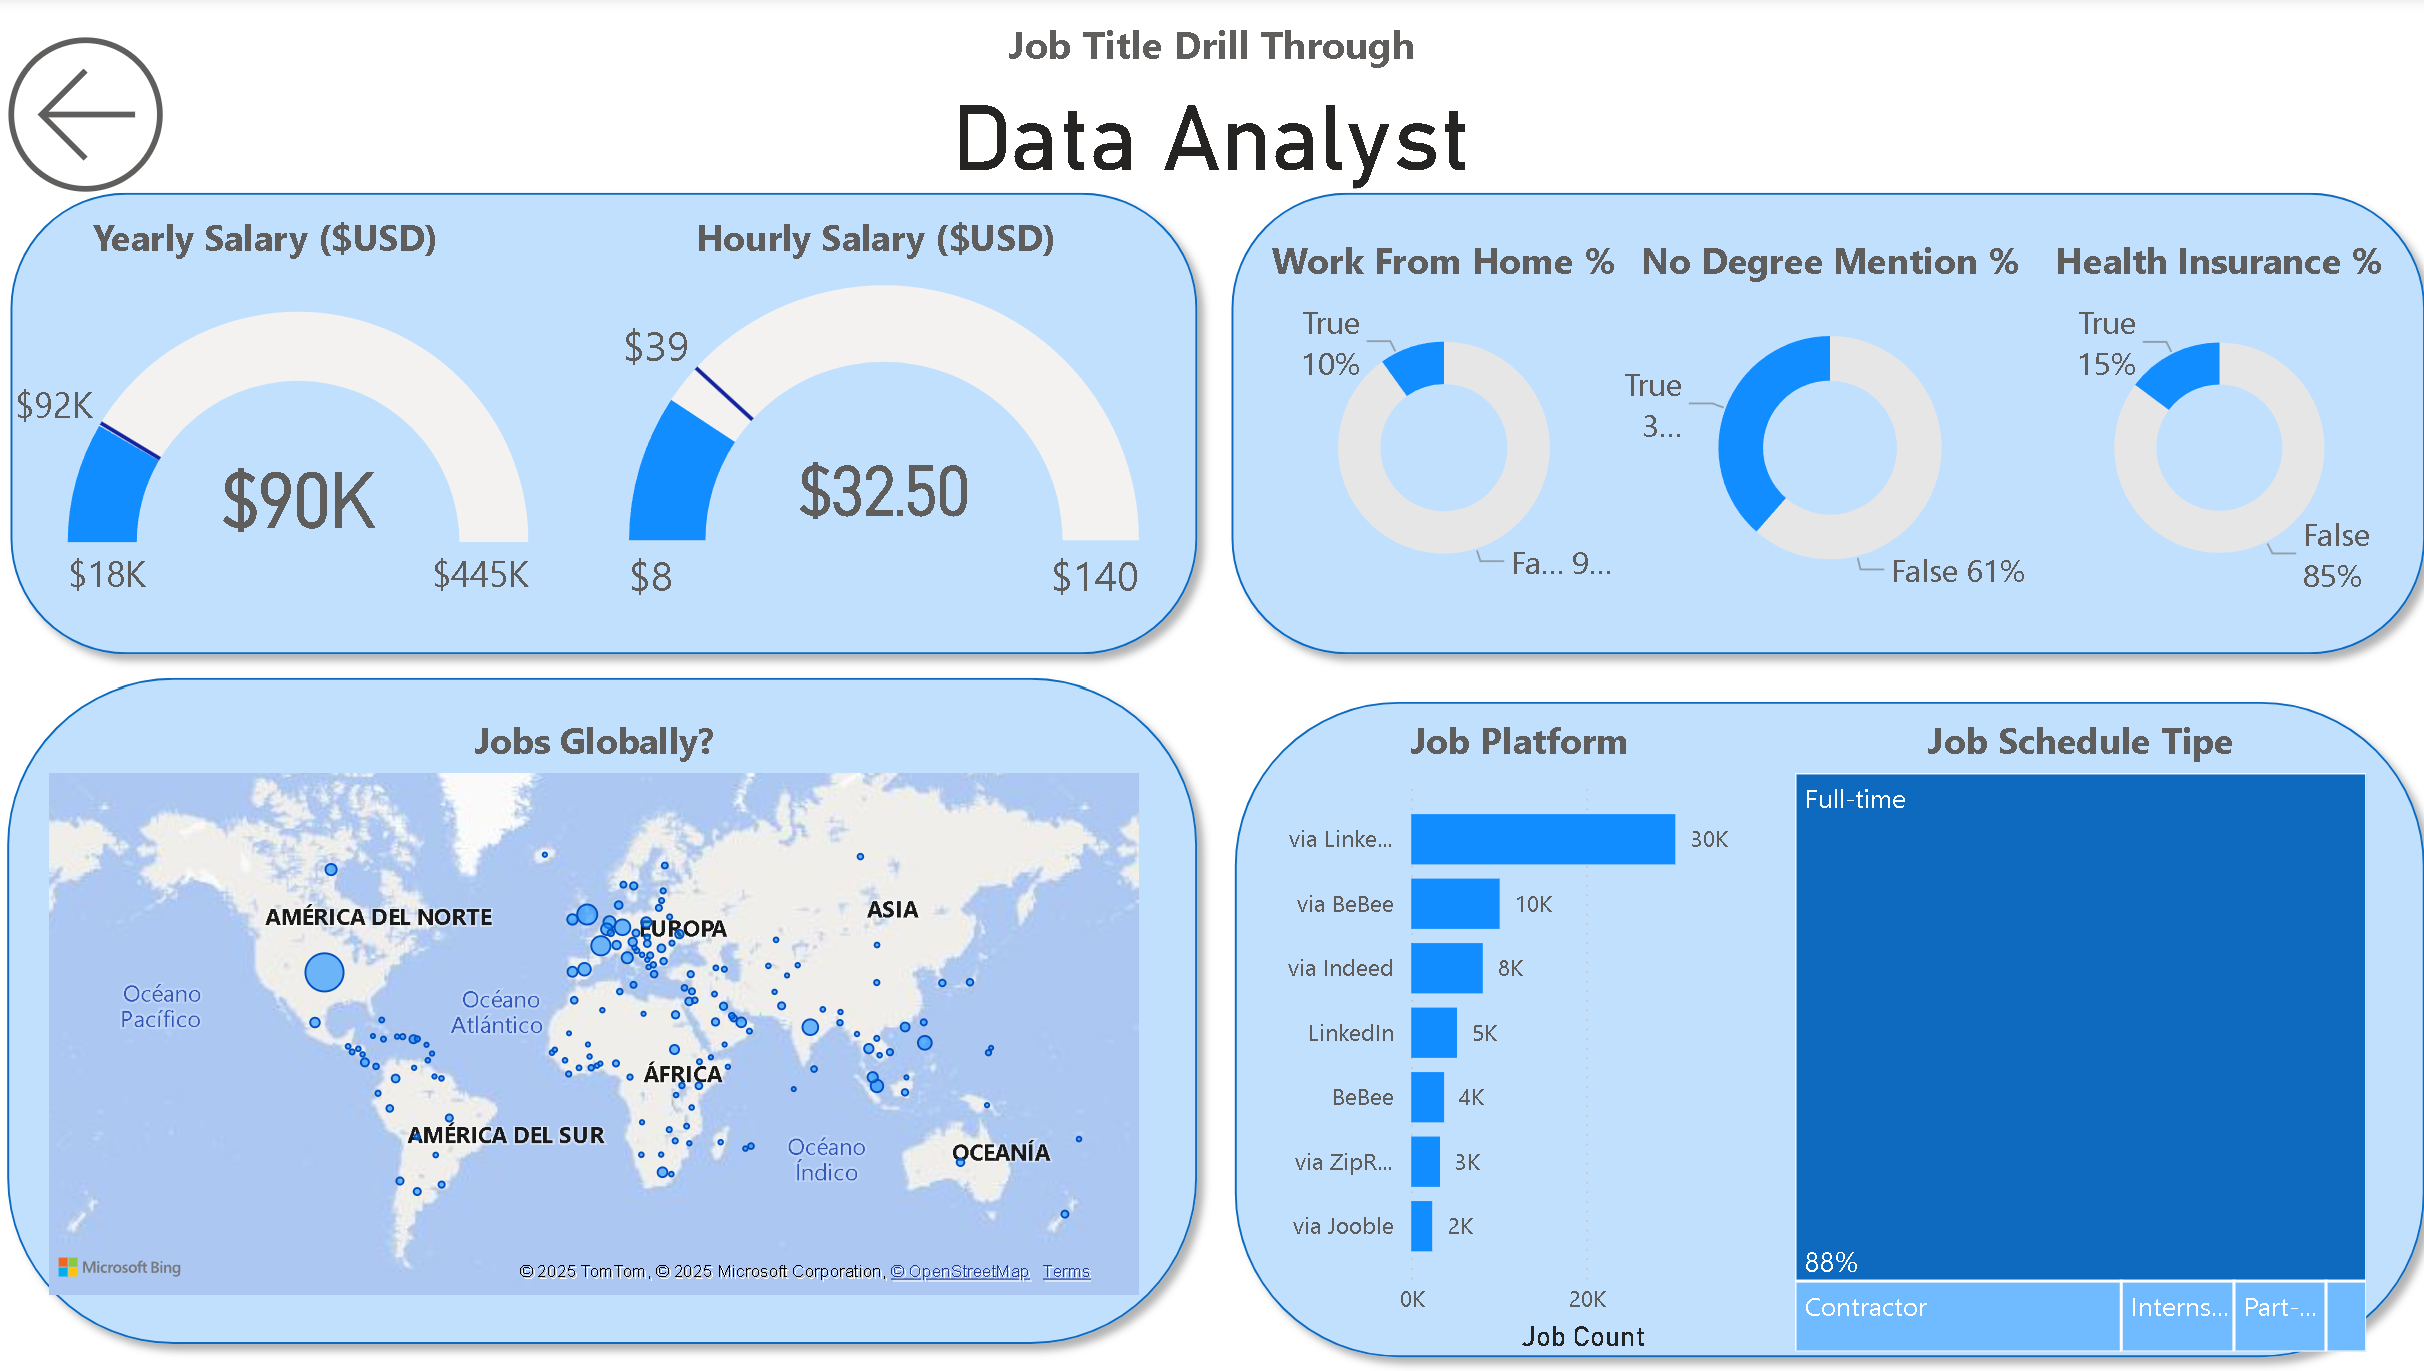 Job Title Drill Through
Data Analyst
Yearly Salary ($USD)
$92K
$90K
$18K
$445K
Hourly Salary ($USD)
$39
$32.50
$8
$140
Work From Home %
True
10%
Fa... 9...
No Degree Mention %
True
3...
False 61%
Health Insurance %
True
15%
False
85%
Jobs Globally?
AMÉRICA DEL NORTE
EUROPA
ASIA
Océano
Pacífico
Océano
Atlántico
ÁFRICA
AMÉRICA DEL SUR
Océano
Índico
OCEANÍA
Microsoft Bing
© 2025 TomTom, © 2025 Microsoft Corporation, © OpenStreetMap Terms
Job Platform
via Linke... 30K
via BeBee 10K
via Indeed 8K
LinkedIn 5K
BeBee 4K
via ZipR... 3K
via Jooble 2K
0K 20K
Job Count
Job Schedule Tipe
Full-time
88%
Contractor
Interns...
Part-...